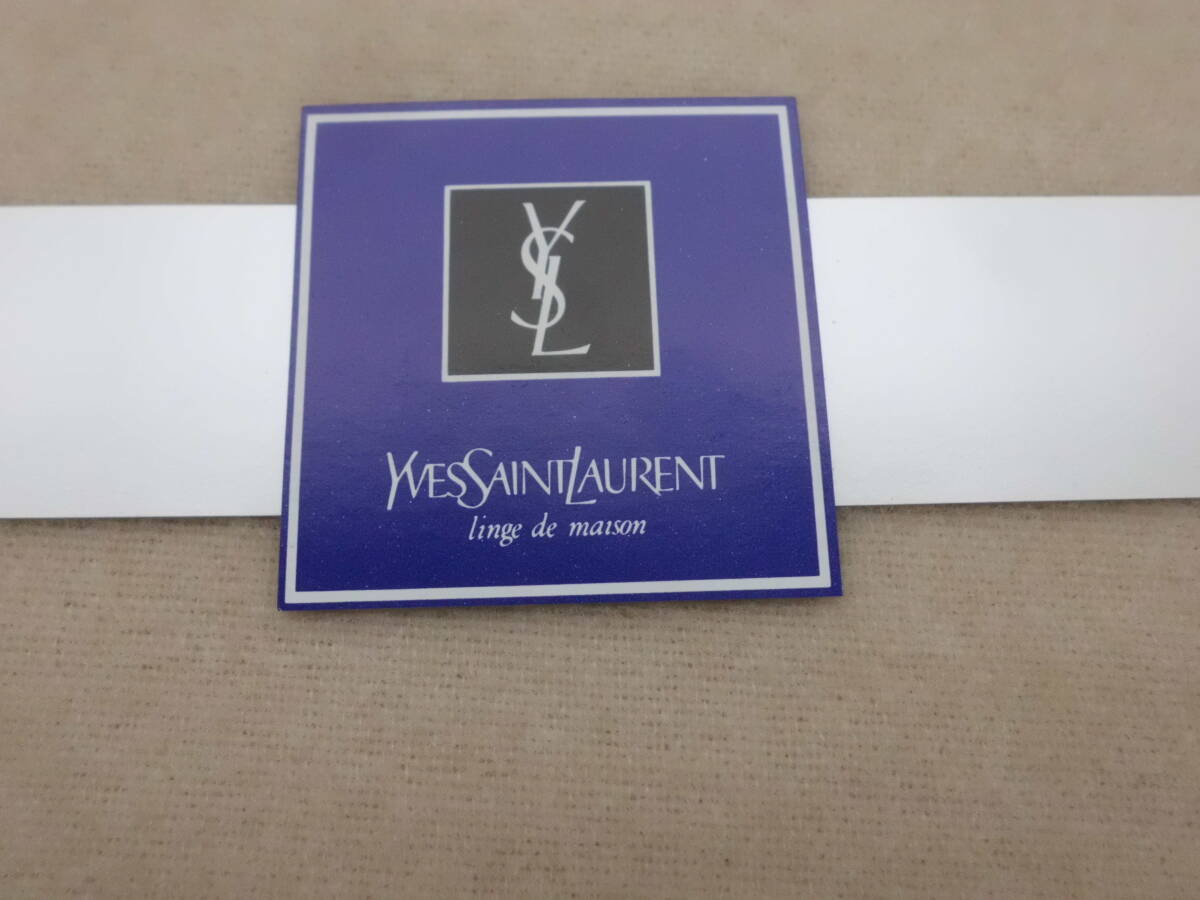 YSL
YVES SAINT LAURENT
linge de maison